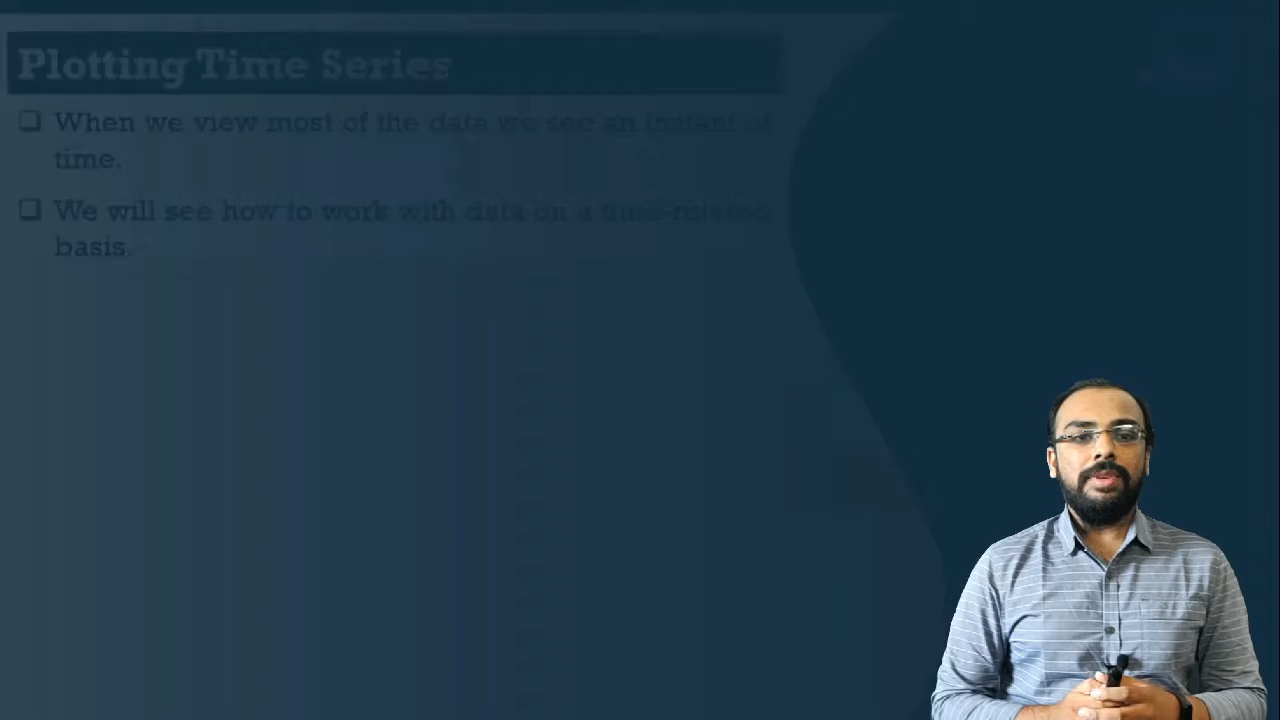 Plotting Time Series
When we view most of the data we see an instant of
time.
We will see how to work with data on a time-related
basis.